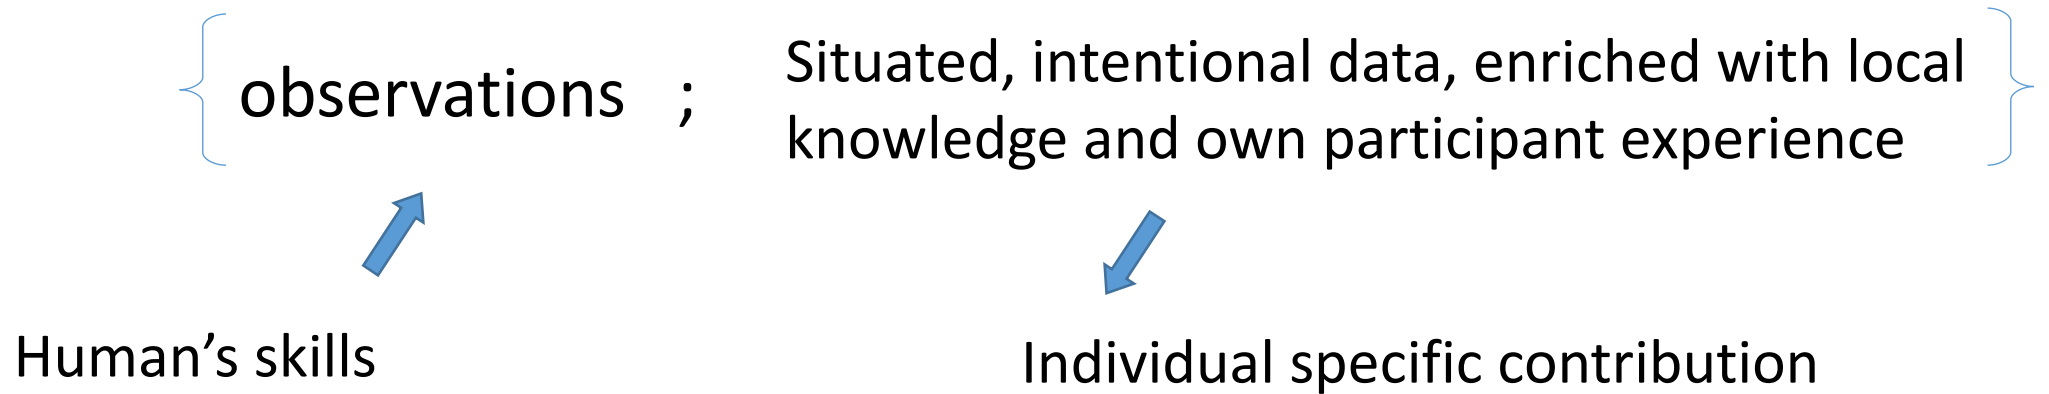 observations ;
Situated, intentional data, enriched with local
knowledge and own participant experience
Human’s skills
Individual specific contribution